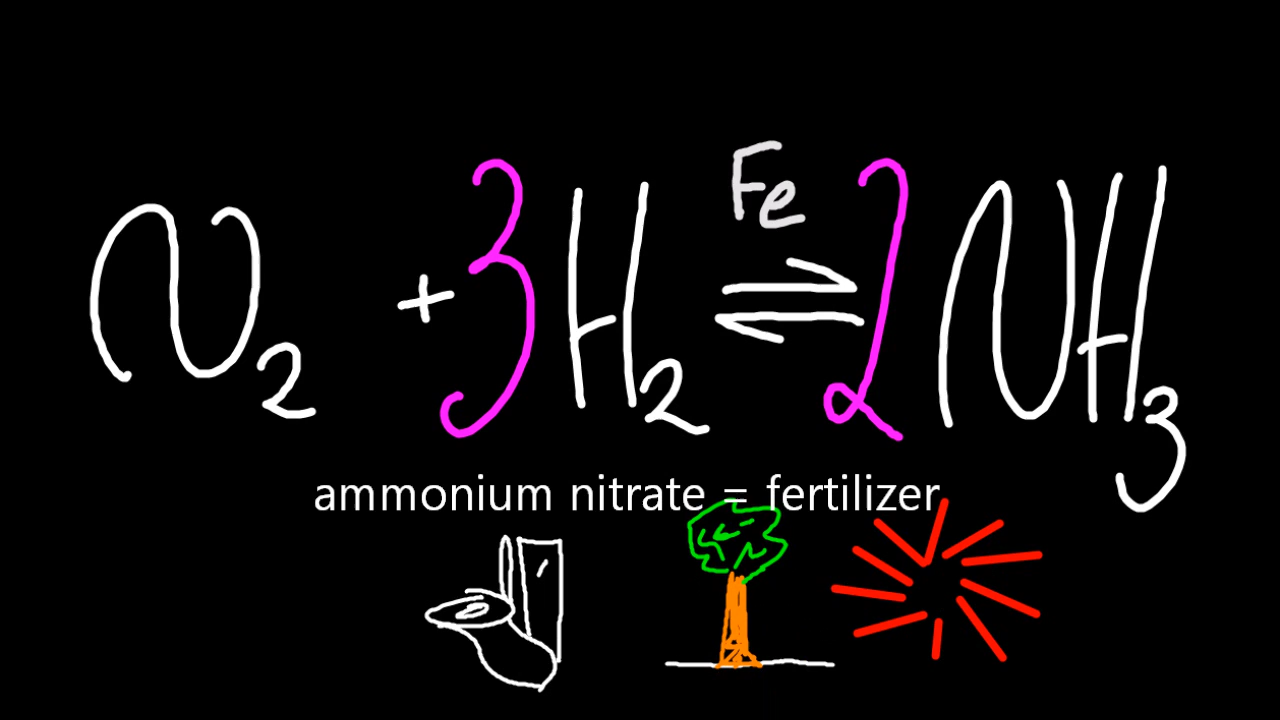 Fe
N₂ + 3H₂ ⇌ 2NH₃
ammonium nitrate = fertilizer